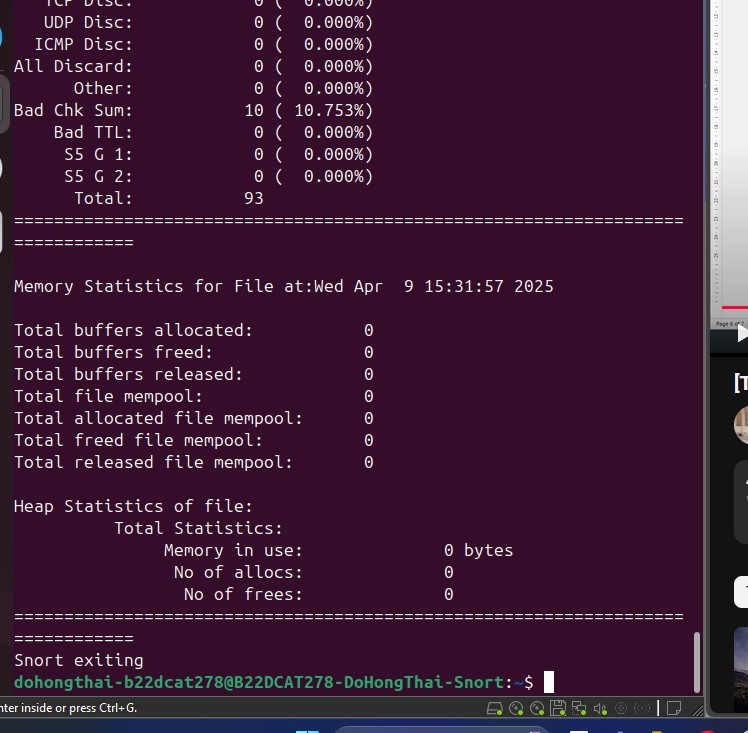 TCP Disc:            0 (  0.000%)
UDP Disc:            0 (  0.000%)
ICMP Disc:            0 (  0.000%)
All Discard:            0 (  0.000%)
Other:            0 (  0.000%)
Bad Chk Sum:           10 ( 10.753%)
Bad TTL:            0 (  0.000%)
S5 G 1:            0 (  0.000%)
S5 G 2:            0 (  0.000%)
Total:           93
===================================================================
============
Memory Statistics for File at:Wed Apr  9 15:31:57 2025
Total buffers allocated:           0
Total buffers freed:               0
Total buffers released:            0
Total file mempool:                0
Total allocated file mempool:      0
Total freed file mempool:          0
Total released file mempool:       0
Heap Statistics of file:
Total Statistics:
Memory in use:              0 bytes
No of allocs:              0
No of frees:              0
===================================================================
============
Snort exiting
dohongthai-b22dcat278@B22DCAT278-DoHongThai-Snort:~$
nter inside or press Ctrl+G.
[T